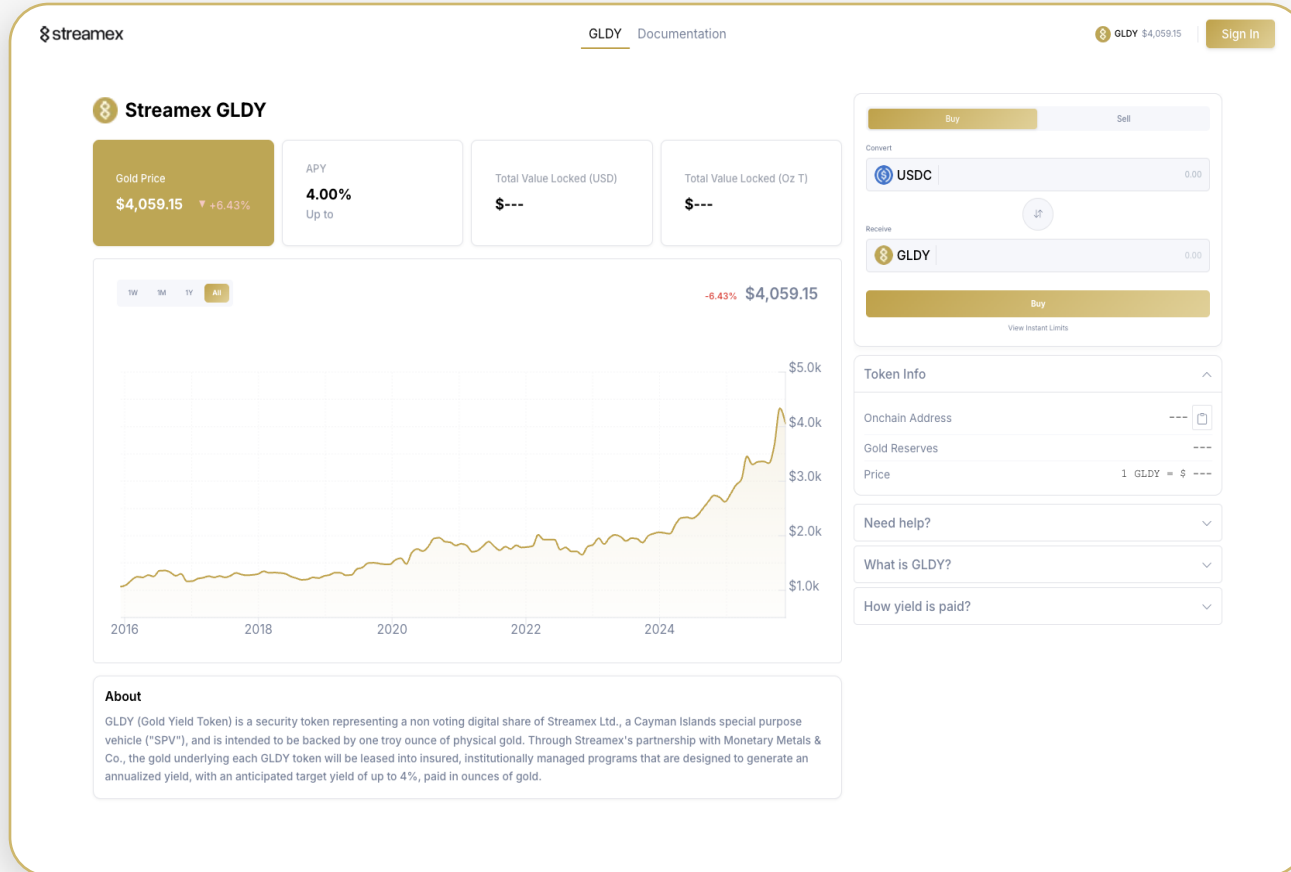 streamex
GLDY Documentation
GLDY $4,059.15
Sign In
Streamex GLDY
Gold Price
$4,059.15 ▼ +6.43%
APY
4.00%
Up to
Total Value Locked (USD)
$---
Total Value Locked (Oz T)
$---
1W 1M 1Y All
-6.43% $4,059.15
$5.0k
$4.0k
$3.0k
$2.0k
$1.0k
2016 2018 2020 2022 2024
About
GLDY (Gold Yield Token) is a security token representing a non voting digital share of Streamex Ltd., a Cayman Islands special purpose
vehicle ("SPV"), and is intended to be backed by one troy ounce of physical gold. Through Streamex's partnership with Monetary Metals &
Co., the gold underlying each GLDY token will be leased into insured, institutionally managed programs that are designed to generate an
annualized yield, with an anticipated target yield of up to 4%, paid in ounces of gold.
Buy Sell
Convert
USDC 0.00
Receive
GLDY 0.00
Buy
View Instant Limits
Token Info
Onchain Address ---
Gold Reserves ---
Price 1 GLDY = $ ---
Need help?
What is GLDY?
How yield is paid?